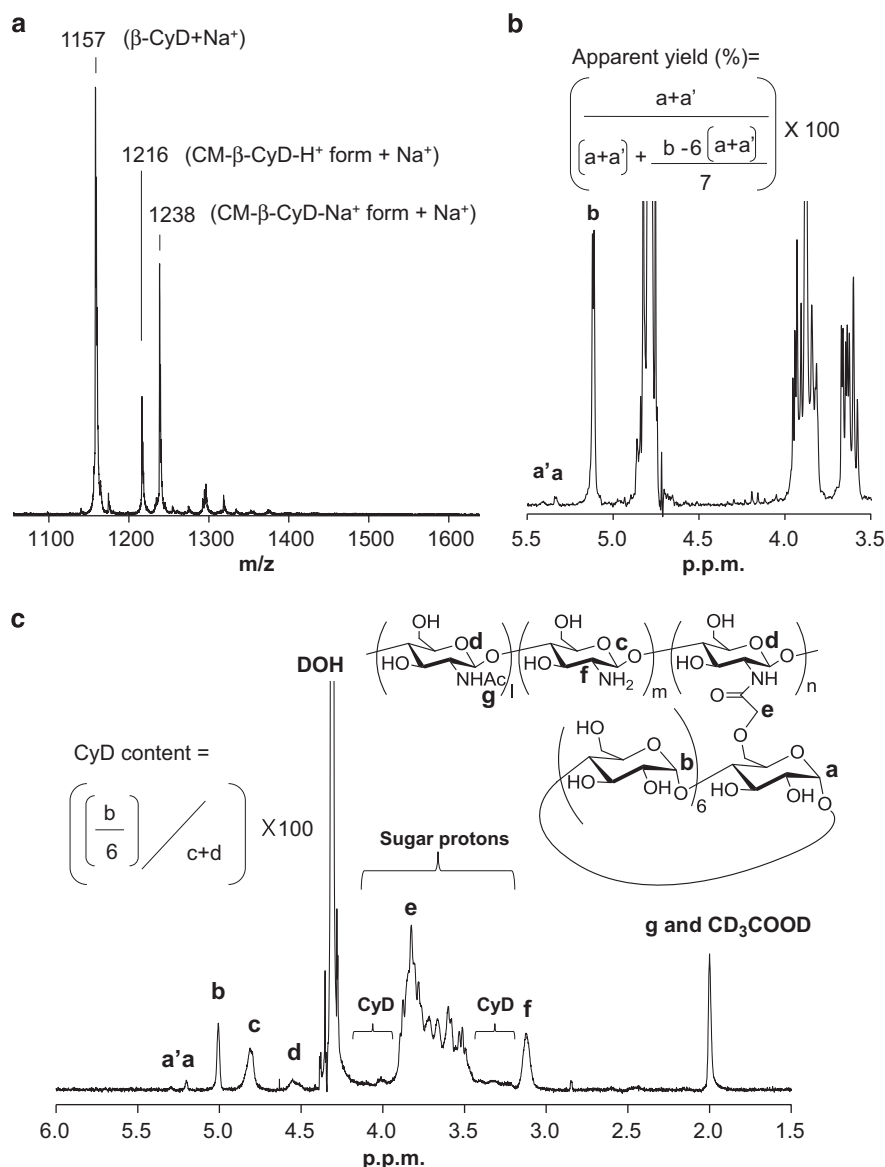 a
1157 (β-CyD+Na⁺)
1216 (CM-β-CyD-H⁺ form + Na⁺)
1238 (CM-β-CyD-Na⁺ form + Na⁺)
1100 1200 1300 1400 1500 1600
m/z
b
Apparent yield (%)=
a+a'
[a+a'] + b -6 [a+a']
7
X 100
b
a' a
5.5 5.0 4.5 4.0 3.5
p.p.m.
c
CyD content =
b
6
c+d
X100
DOH
OH OH OH
O d O O c O O d O
HO HO HO
NHAc f NH₂ NH
g l m n
O e
O
HO b a
O O
HO HO
OH OH
O 6 O
Sugar protons
e
CyD CyD
g and CD₃COOD
b c d f
a' a
6.0 5.5 5.0 4.5 4.0 3.5 3.0 2.5 2.0 1.5
p.p.m.